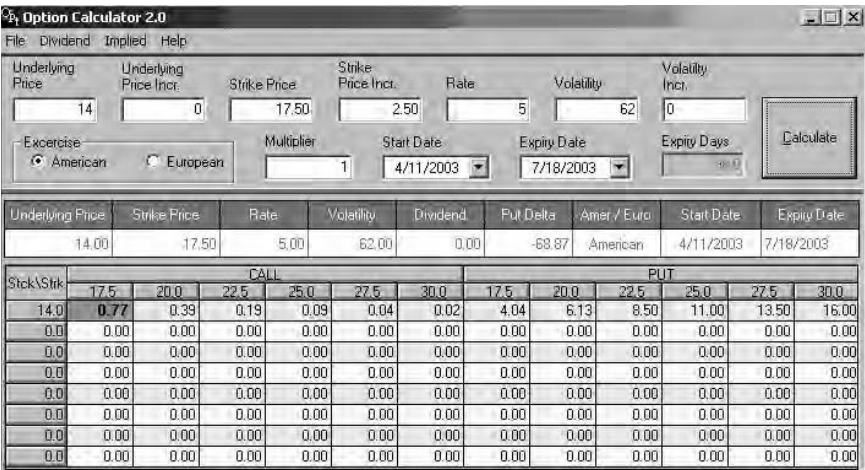 Option Calculator 2.0
File Dividend Implied Help
Underlying Price Underlying Price Incr. Strike Price Strike Price Incr. Rate Volatility Volatility Incr.
14 0 17.50 2.50 5 62 0
Calculate
Excercise Multiplier Start Date Expiry Date Expiry Days
American European 1 4/11/2003 7/18/2003
Underlying Price Strike Price Rate Volatility Dividend Put Delta Amer / Euro Start Date Expiry Date
14.00 17.50 5.00 62.00 0.00 -68.87 American 4/11/2003 7/18/2003
Stck\Strk CALL PUT
17.5 20.0 22.5 25.0 27.5 30.0 17.5 20.0 22.5 25.0 27.5 30.0
14.0 0.77 0.39 0.19 0.09 0.04 0.02 4.04 6.13 8.50 11.00 13.50 16.00
0.0 0.00 0.00 0.00 0.00 0.00 0.00 0.00 0.00 0.00 0.00 0.00 0.00
0.0 0.00 0.00 0.00 0.00 0.00 0.00 0.00 0.00 0.00 0.00 0.00 0.00
0.0 0.00 0.00 0.00 0.00 0.00 0.00 0.00 0.00 0.00 0.00 0.00 0.00
0.0 0.00 0.00 0.00 0.00 0.00 0.00 0.00 0.00 0.00 0.00 0.00 0.00
0.0 0.00 0.00 0.00 0.00 0.00 0.00 0.00 0.00 0.00 0.00 0.00 0.00
0.0 0.00 0.00 0.00 0.00 0.00 0.00 0.00 0.00 0.00 0.00 0.00 0.00
0.0 0.00 0.00 0.00 0.00 0.00 0.00 0.00 0.00 0.00 0.00 0.00 0.00